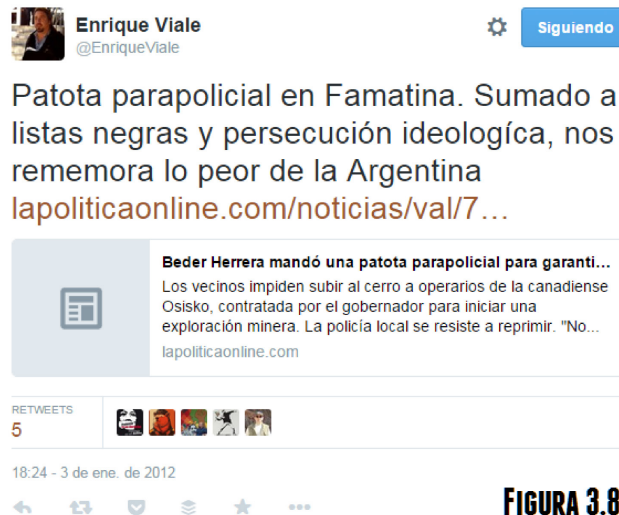 Enrique Viale
@EnriqueViale
Siguiendo
Patota parapolicial en Famatina. Sumado a
listas negras y persecución ideologíca, nos
rememora lo peor de la Argentina
lapoliticaonline.com/noticias/val/7…
Beder Herrera mandó una patota parapolicial para garanti...
Los vecinos impiden subir al cerro a operarios de la canadiense
Osisko, contratada por el gobernador para iniciar una
exploración minera. La policía local se resiste a reprimir. "No...
lapoliticaonline.com
RETWEETS
5
18:24 - 3 de ene. de 2012
FIGURA 3.8